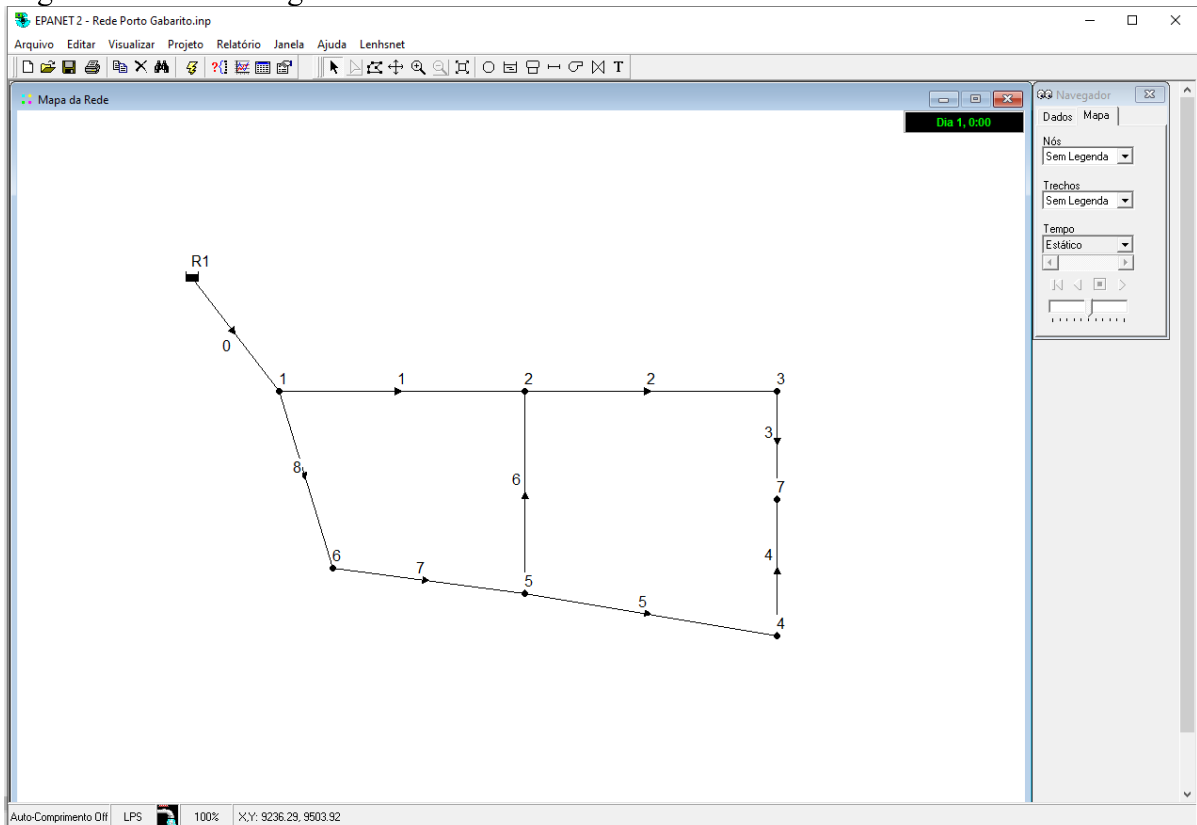 EPANET 2 - Rede Porto Gabarito.inp
Arquivo Editar Visualizar Projeto Relatório Janela Ajuda Lenhsnet
T
Mapa da Rede
Dia 1, 0:00
Navegador
Dados Mapa
Nós
Sem Legenda
Trechos
Sem Legenda
Tempo
Estático
R1
0
1 1 2 2 3
3
8
6
7
6
7
5
4
5
4
Auto-Comprimento Off LPS 100% X,Y: 9236.29, 9503.92